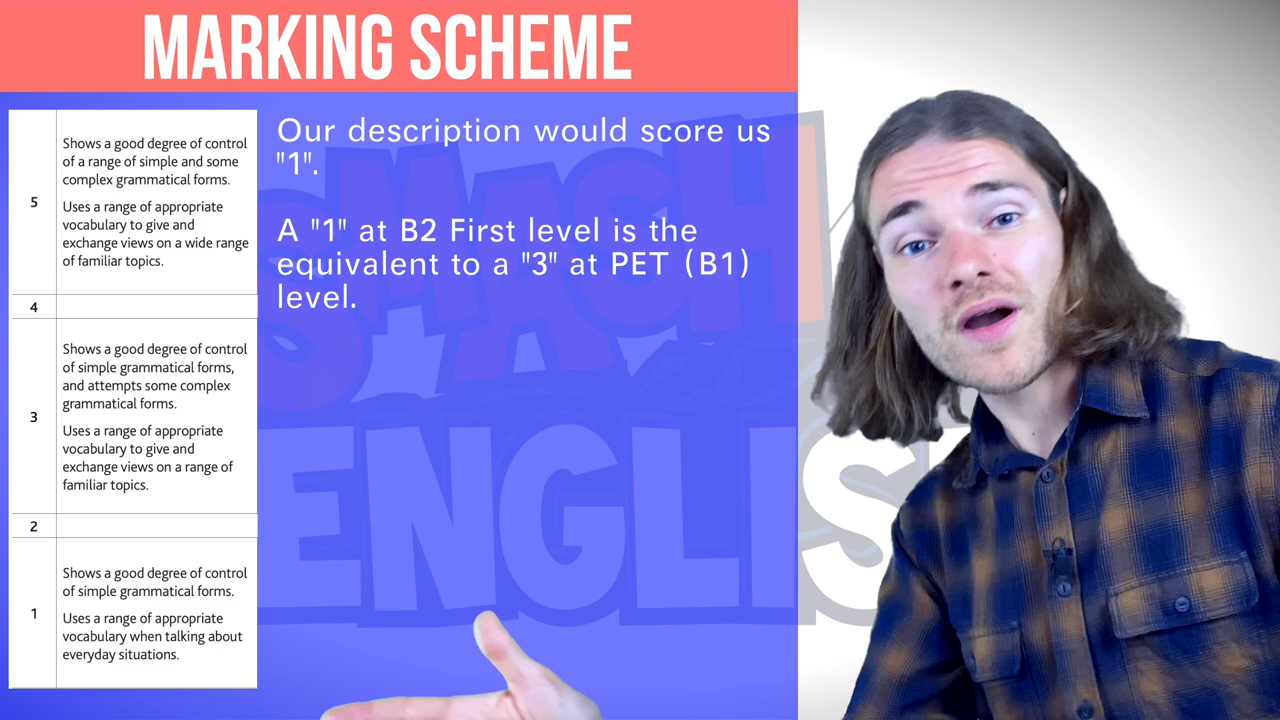 MARKING SCHEME
5
Shows a good degree of control
of a range of simple and some
complex grammatical forms.
Uses a range of appropriate
vocabulary to give and
exchange views on a wide range
of familiar topics.
4
3
Shows a good degree of control
of simple grammatical forms,
and attempts some complex
grammatical forms.
Uses a range of appropriate
vocabulary to give and
exchange views on a range of
familiar topics.
2
1
Shows a good degree of control
of simple grammatical forms.
Uses a range of appropriate
vocabulary when talking about
everyday situations.
Our description would score us
"1".
A "1" at B2 First level is the
equivalent to a "3" at PET (B1)
level.
SMASH
ENGLIS